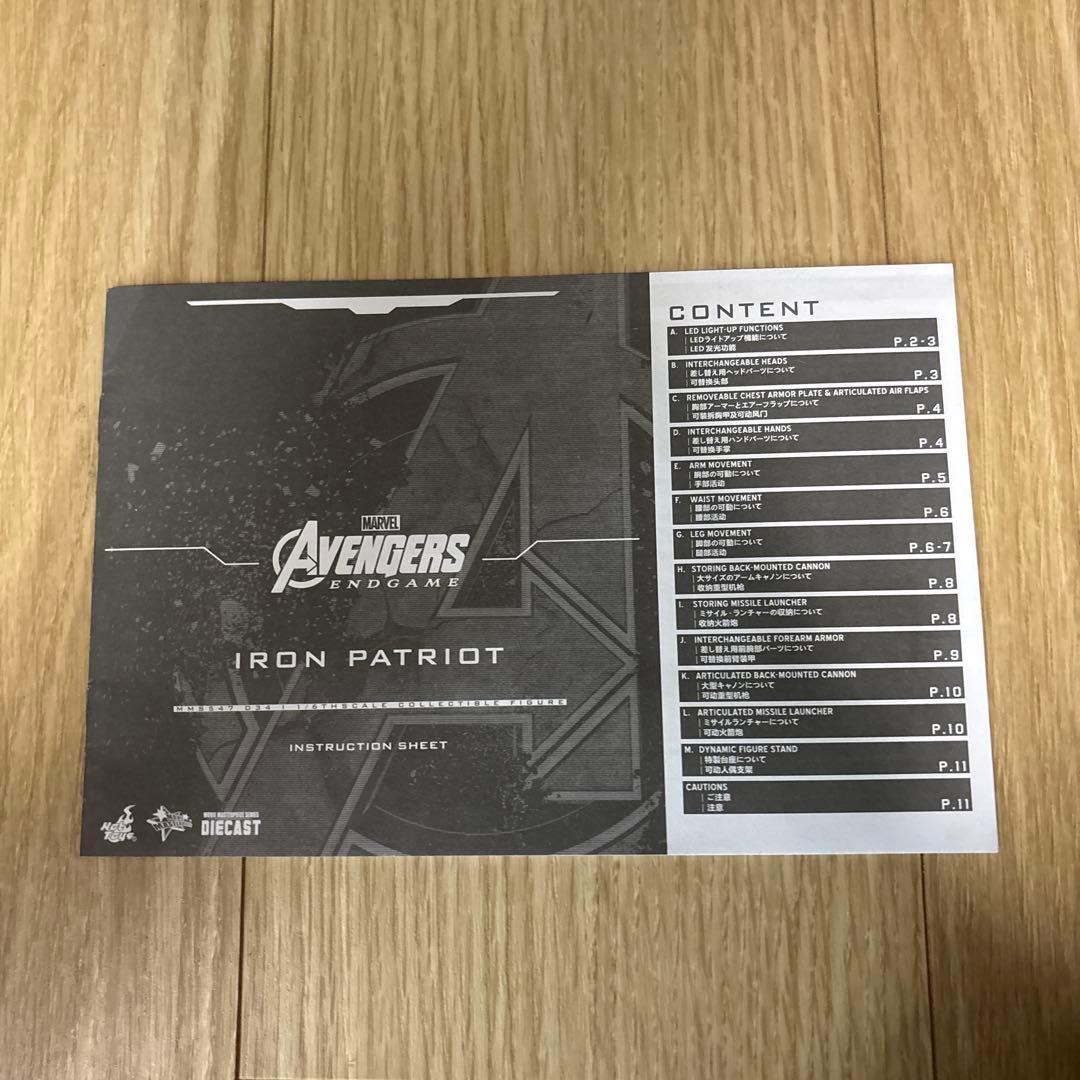 MARVEL
AVENGERS
ENDGAME
IRON PATRIOT
MMS547 D34 | 1/6TH SCALE COLLECTIBLE FIGURE
INSTRUCTION SHEET
Hot Toys
MOVIE MASTERPIECE SERIES
DIECAST
CONTENT
A. LED LIGHT-UP FUNCTIONS
LEDライトアップ機能について
LED 发光功能
P.2-3
B. INTERCHANGEABLE HEADS
差し替え用ヘッドパーツについて
可替换头部
P.3
C. REMOVEABLE CHEST ARMOR PLATE & ARTICULATED AIR FLAPS
胸部アーマーとエアーフラップについて
可装拆胸甲及可动风门
P.4
D. INTERCHANGEABLE HANDS
差し替え用ハンドパーツについて
可替换手掌
P.4
E. ARM MOVEMENT
腕部の可動について
手部活动
P.5
F. WAIST MOVEMENT
腰部の可動について
腰部活动
P.6
G. LEG MOVEMENT
脚部の可動について
腿部活动
P.6-7
H. STORING BACK-MOUNTED CANNON
大サイズのアームキャノンについて
收纳重型机枪
P.8
I. STORING MISSILE LAUNCHER
ミサイル・ランチャーの収納について
收纳火箭炮
P.8
J. INTERCHANGEABLE FOREARM ARMOR
差し替え用前腕部パーツについて
可替换前臂装甲
P.9
K. ARTICULATED BACK-MOUNTED CANNON
大型キャノンについて
可动重型机枪
P.10
L. ARTICULATED MISSILE LAUNCHER
ミサイルランチャーについて
可动火箭炮
P.10
M. DYNAMIC FIGURE STAND
特製台座について
可动人偶支架
P.11
CAUTIONS
ご注意
注意
P.11